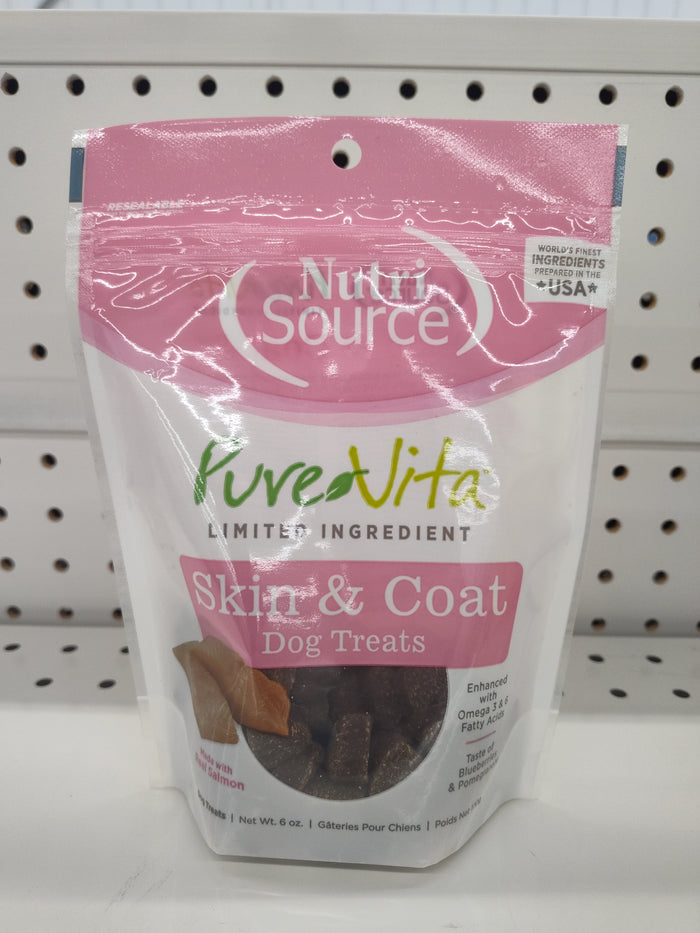 RESEALABLE
Nutri
Source
WORLD'S FINEST
INGREDIENTS
PREPARED IN THE
★USA★
PureVita
LIMITED INGREDIENT
Skin & Coat
Dog Treats
Enhanced
with
Omega 3 & 6
Fatty Acids
Taste of
Blueberries
& Pomegranate
Made with
Real Salmon
Dog Treats | Net Wt. 6 oz. | Gâteries Pour Chiens | Poids Net